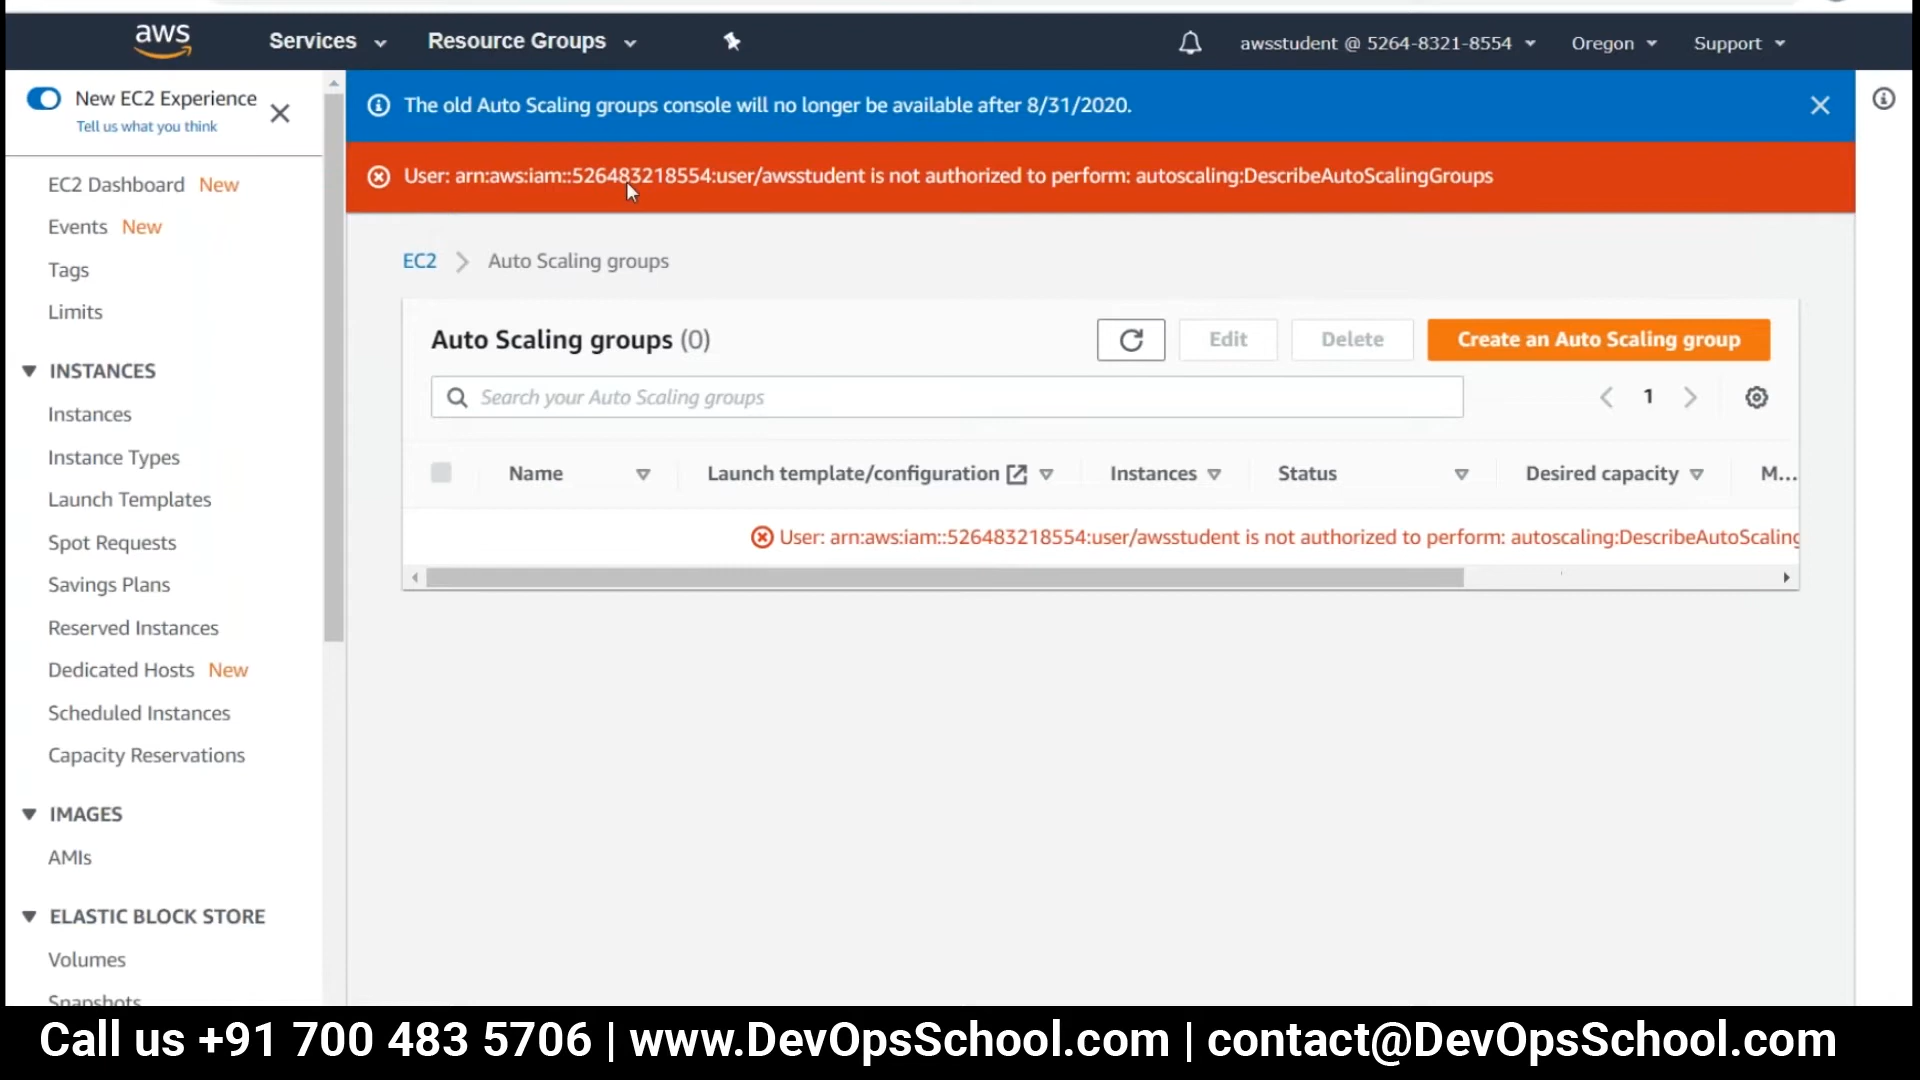 aws
Services
Resource Groups
awsstudent @ 5264-8321-8554
Oregon
Support
New EC2 Experience
Tell us what you think
The old Auto Scaling groups console will no longer be available after 8/31/2020.
User: arn:aws:iam::526483218554:user/awsstudent is not authorized to perform: autoscaling:DescribeAutoScalingGroups
EC2 Dashboard New
Events New
Tags
Limits
INSTANCES
Instances
Instance Types
Launch Templates
Spot Requests
Savings Plans
Reserved Instances
Dedicated Hosts New
Scheduled Instances
Capacity Reservations
IMAGES
AMIs
ELASTIC BLOCK STORE
Volumes
Snapshots
EC2 > Auto Scaling groups
Auto Scaling groups (0)
Edit
Delete
Create an Auto Scaling group
Search your Auto Scaling groups
1
Name
Launch template/configuration
Instances
Status
Desired capacity
M...
User: arn:aws:iam::526483218554:user/awsstudent is not authorized to perform: autoscaling:DescribeAutoScaling
Call us +91 700 483 5706 | www.DevOpsSchool.com | contact@DevOpsSchool.com